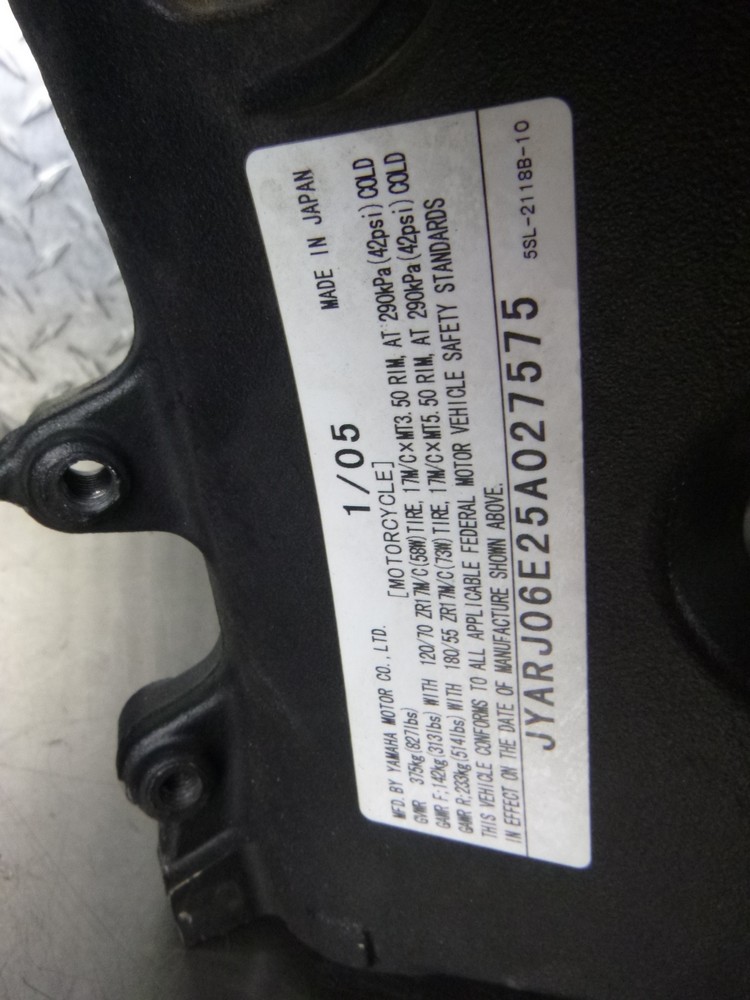 1/05 MADE IN JAPAN
MFD. BY YAMAHA MOTOR CO., LTD. [MOTORCYCLE]
GVWR 375kg(827lbs)
GAWR F;142kg(313lbs) WITH 120/70 ZR17M/C(58W)TIRE, 17M/C×MT3.50 RIM, AT 290kPa(42psi) COLD
GAWR R;233kg(514lbs) WITH 180/55 ZR17M/C(73W)TIRE, 17M/C×MT5.50 RIM, AT 290kPa(42psi) COLD
THIS VEHICLE CONFORMS TO ALL APPLICABLE FEDERAL MOTOR VEHICLE SAFETY STANDARDS
IN EFFECT ON THE DATE OF MANUFACTURE SHOWN ABOVE.
JYARJ06E25A027575 5SL-2118B-10